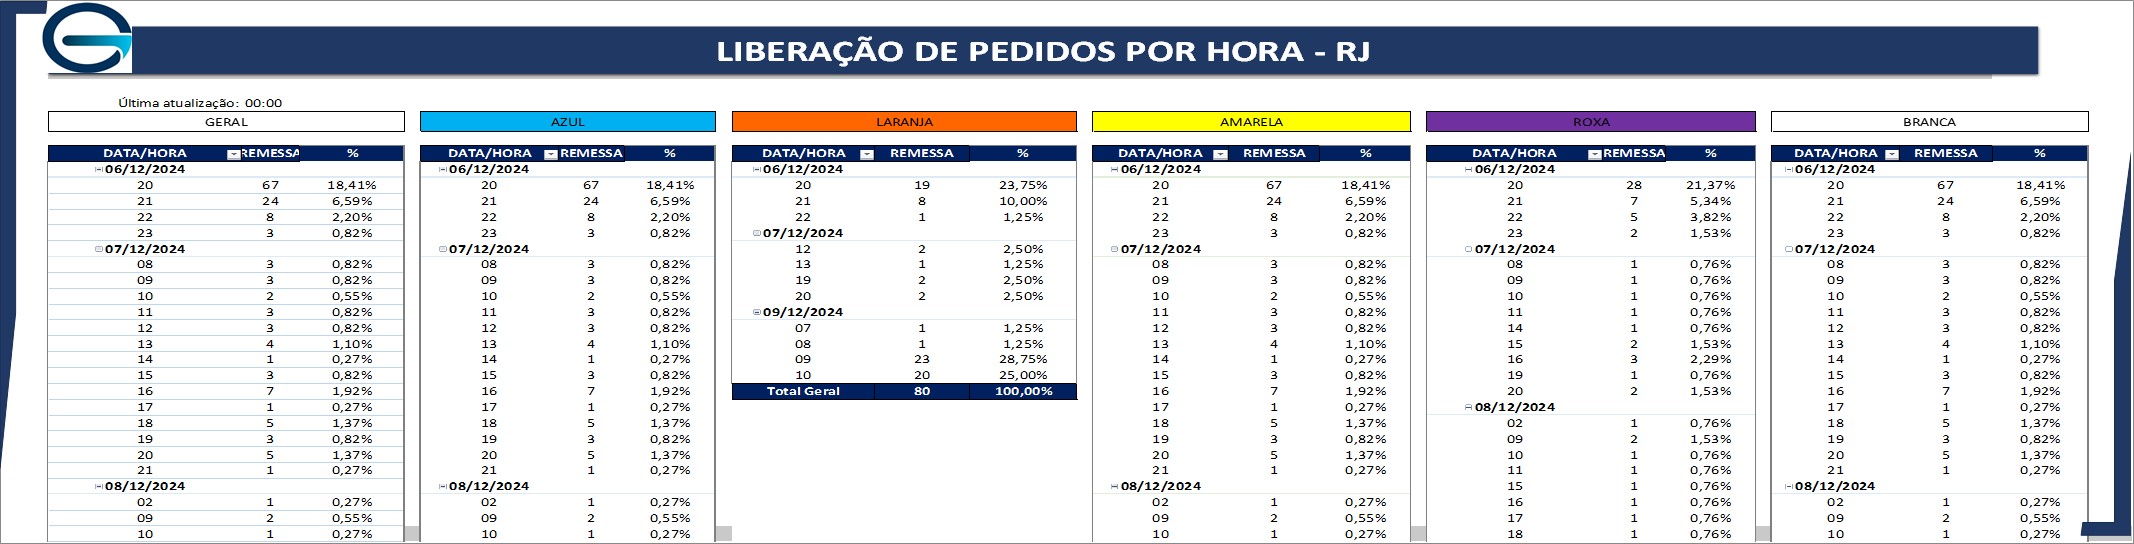 LIBERAÇÃO DE PEDIDOS POR HORA - RJ
Última atualização: 00:00
GERAL AZUL LARANJA AMARELA ROXA BRANCA
DATA/HORA REMESSA % DATA/HORA REMESSA % DATA/HORA REMESSA % DATA/HORA REMESSA % DATA/HORA REMESSA % DATA/HORA REMESSA %
06/12/2024 06/12/2024 06/12/2024 06/12/2024 06/12/2024 06/12/2024
20 67 18,41% 20 67 18,41% 20 19 23,75% 20 67 18,41% 20 28 21,37% 20 67 18,41%
21 24 6,59% 21 24 6,59% 21 8 10,00% 21 24 6,59% 21 7 5,34% 21 24 6,59%
22 8 2,20% 22 8 2,20% 22 1 1,25% 22 8 2,20% 22 5 3,82% 22 8 2,20%
23 3 0,82% 23 3 0,82% 07/12/2024 23 3 0,82% 23 2 1,53% 23 3 0,82%
07/12/2024 07/12/2024 12 2 2,50% 07/12/2024 07/12/2024 07/12/2024
08 3 0,82% 08 3 0,82% 13 1 1,25% 08 3 0,82% 08 1 0,76% 08 3 0,82%
09 3 0,82% 09 3 0,82% 19 2 2,50% 09 3 0,82% 09 1 0,76% 09 3 0,82%
10 2 0,55% 10 2 0,55% 20 2 2,50% 10 2 0,55% 10 1 0,76% 10 2 0,55%
11 3 0,82% 11 3 0,82% 09/12/2024 11 3 0,82% 11 1 0,76% 11 3 0,82%
12 3 0,82% 12 3 0,82% 07 1 1,25% 12 3 0,82% 14 1 0,76% 12 3 0,82%
13 4 1,10% 13 4 1,10% 08 1 1,25% 13 4 1,10% 15 2 1,53% 13 4 1,10%
14 1 0,27% 14 1 0,27% 09 23 28,75% 14 1 0,27% 16 3 2,29% 14 1 0,27%
15 3 0,82% 15 3 0,82% 10 20 25,00% 15 3 0,82% 19 1 0,76% 15 3 0,82%
16 7 1,92% 16 7 1,92% Total Geral 80 100,00% 16 7 1,92% 20 2 1,53% 16 7 1,92%
17 1 0,27% 17 1 0,27% 17 1 0,27% 08/12/2024 17 1 0,27%
18 5 1,37% 18 5 1,37% 18 5 1,37% 02 1 0,76% 18 5 1,37%
19 3 0,82% 19 3 0,82% 19 3 0,82% 09 2 1,53% 19 3 0,82%
20 5 1,37% 20 5 1,37% 20 5 1,37% 10 1 0,76% 20 5 1,37%
21 1 0,27% 21 1 0,27% 21 1 0,27% 11 1 0,76% 21 1 0,27%
08/12/2024 08/12/2024 08/12/2024 15 1 0,76% 08/12/2024
02 1 0,27% 02 1 0,27% 02 1 0,27% 16 1 0,76% 02 1 0,27%
09 2 0,55% 09 2 0,55% 09 2 0,55% 17 1 0,76% 09 2 0,55%
10 1 0,27% 10 1 0,27% 10 1 0,27% 18 1 0,76% 10 1 0,27%